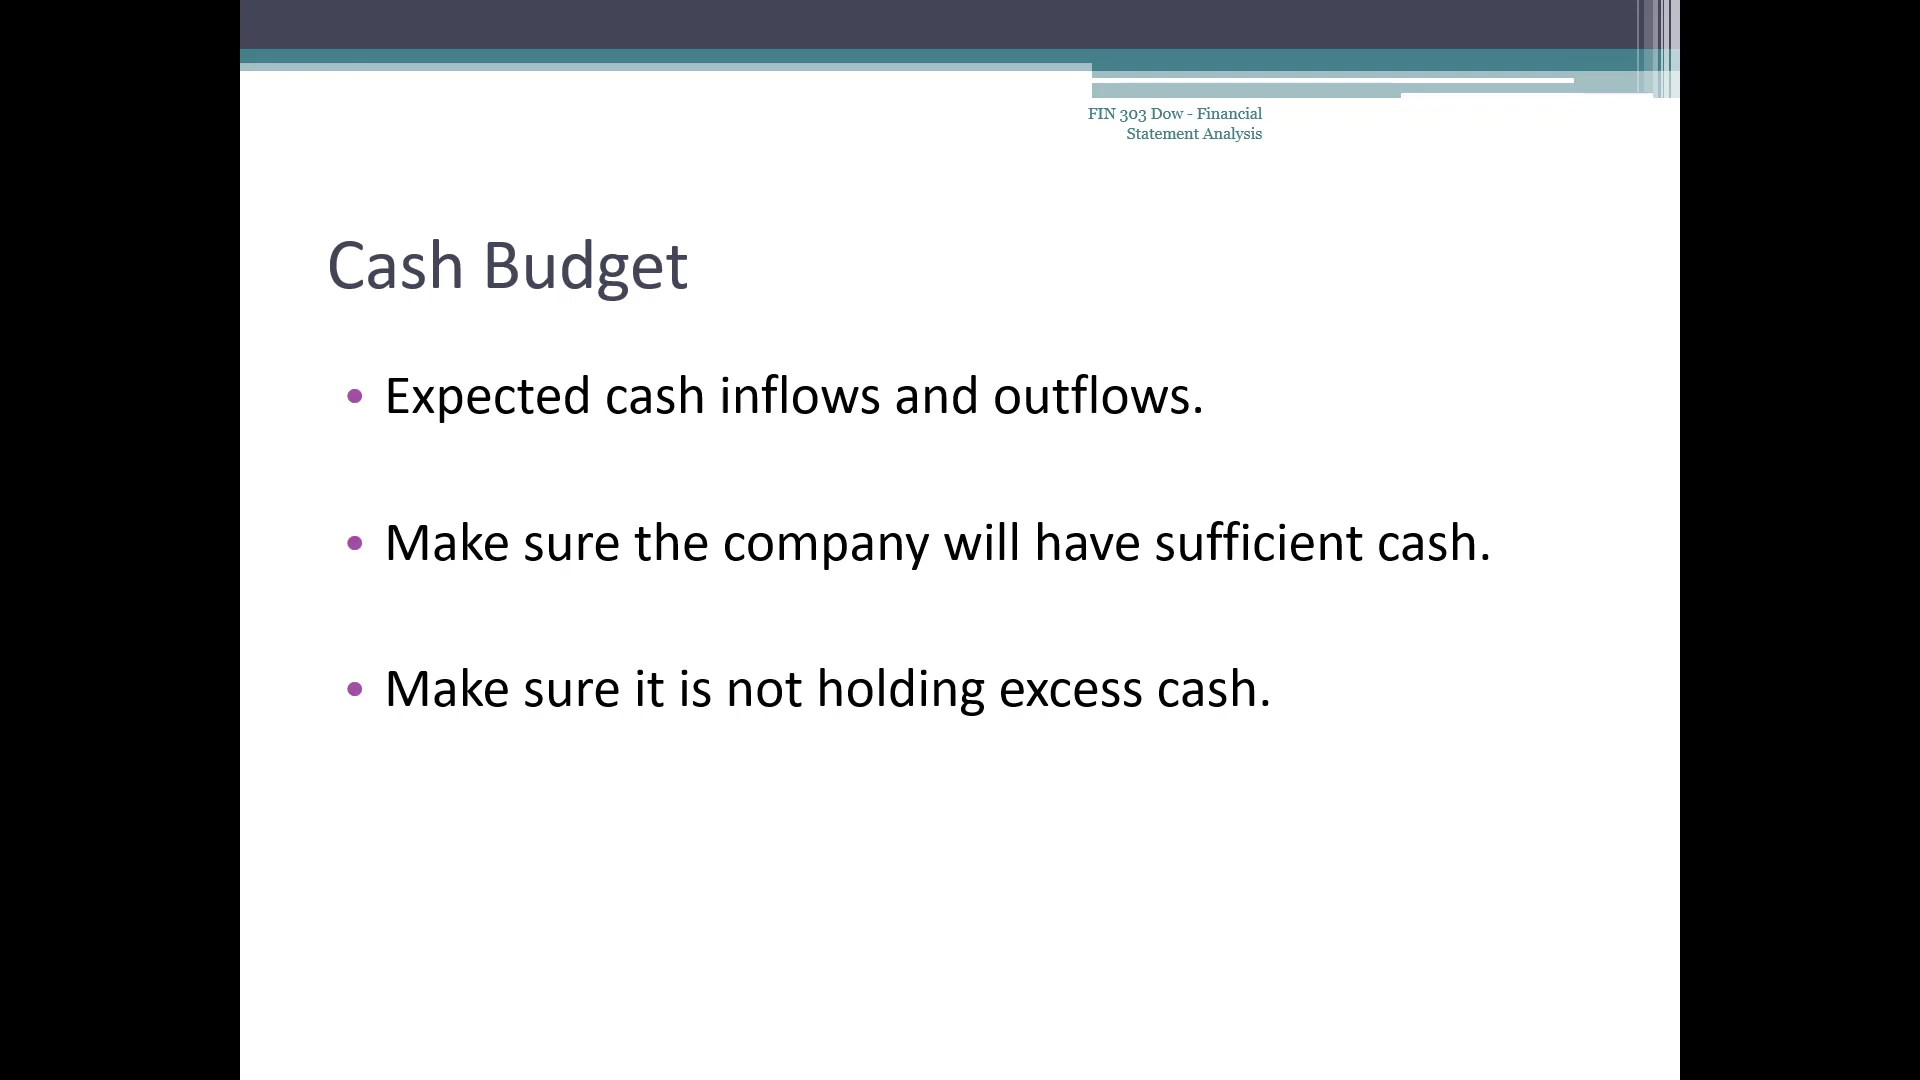 FIN 303 Dow - Financial
Statement Analysis
Cash Budget
• Expected cash inflows and outflows.
• Make sure the company will have sufficient cash.
• Make sure it is not holding excess cash.